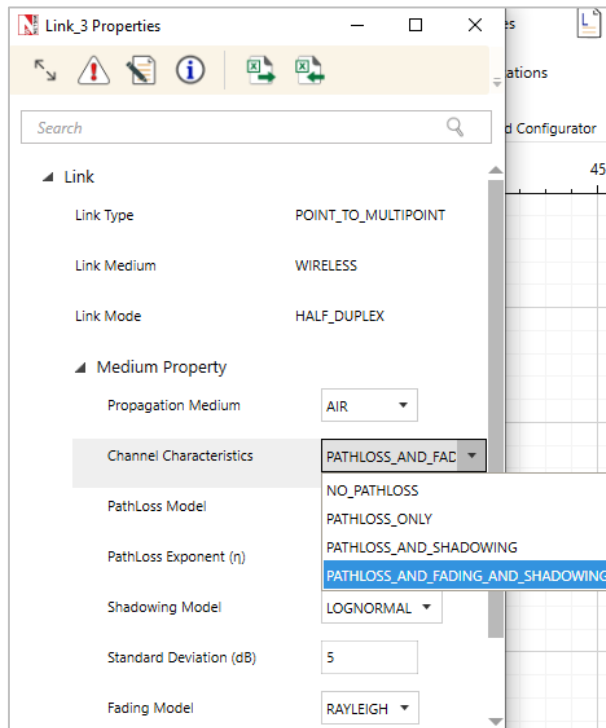 Link_3 Properties
es
ations
Search
d Configurator
45
Link
Link Type POINT_TO_MULTIPOINT
Link Medium WIRELESS
Link Mode HALF_DUPLEX
Medium Property
Propagation Medium AIR
Channel Characteristics PATHLOSS_AND_FAD
NO_PATHLOSS
PathLoss Model
PATHLOSS_ONLY
PATHLOSS_AND_SHADOWING
PathLoss Exponent (η)
PATHLOSS_AND_FADING_AND_SHADOWING
Shadowing Model LOGNORMAL
Standard Deviation (dB) 5
Fading Model RAYLEIGH